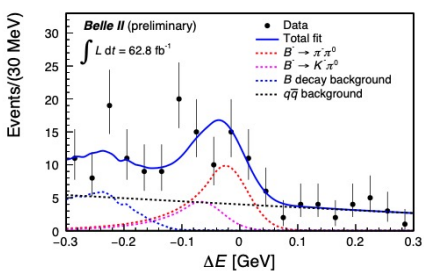 Belle II (preliminary)
∫ L dt = 62.8 fb⁻¹
Data
Total fit
B⁻ → π⁻π⁰
B⁻ → K⁻π⁰
B decay background
qq̅ background
Events/(30 MeV)
30
25
20
15
10
5
0
−0.3 −0.2 −0.1 0 0.1 0.2 0.3
ΔE [GeV]